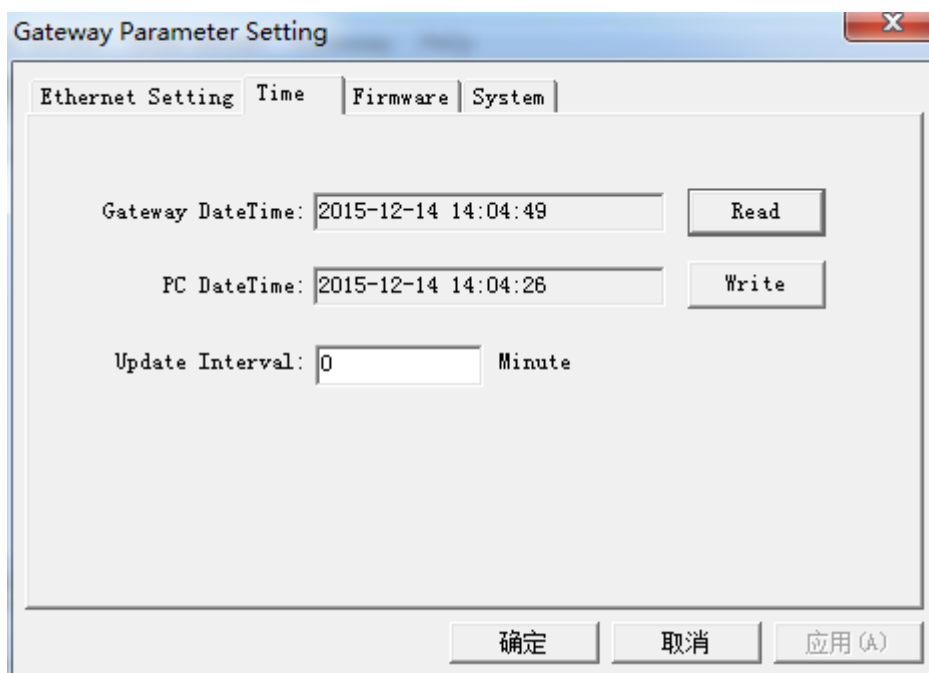 Gateway Parameter Setting
Ethernet Setting Time Firmware System
Gateway DateTime: 2015-12-14 14:04:49 Read
PC DateTime: 2015-12-14 14:04:26 Write
Update Interval: 0 Minute
确定 取消 应用(A)